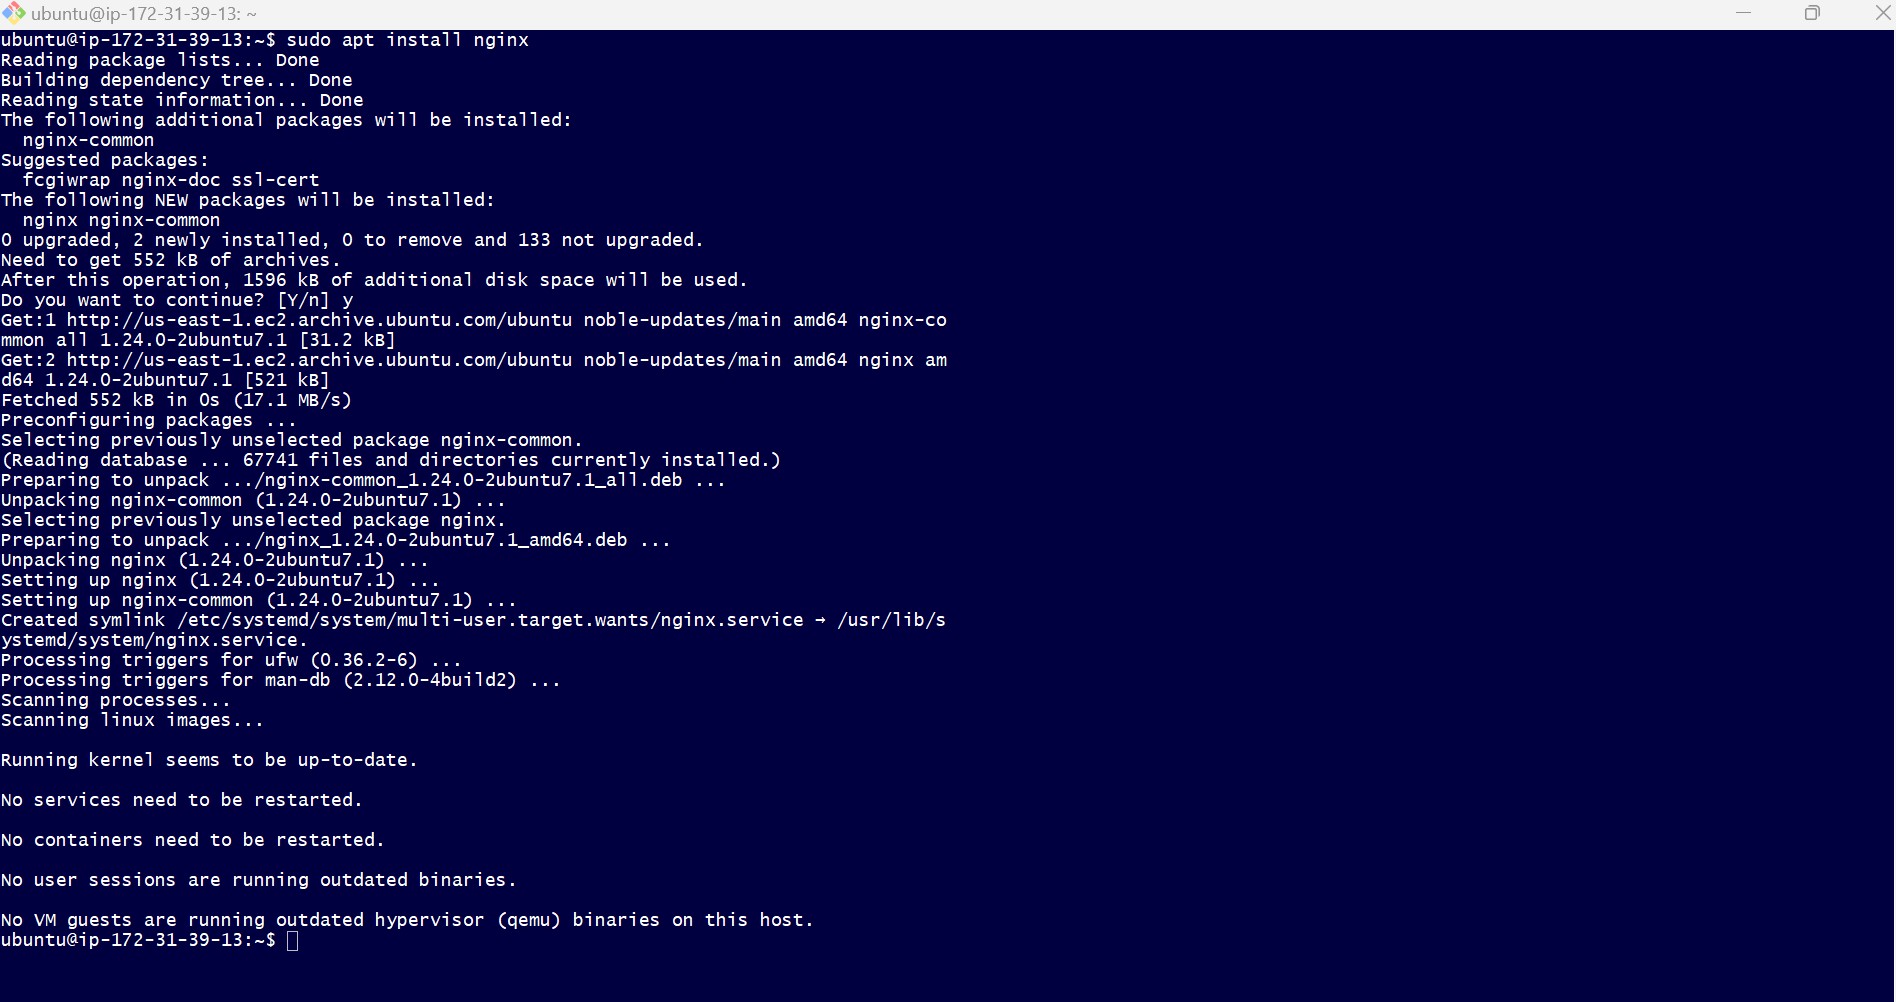 ubuntu@ip-172-31-39-13: ~
ubuntu@ip-172-31-39-13:~$ sudo apt install nginx
Reading package lists... Done
Building dependency tree... Done
Reading state information... Done
The following additional packages will be installed:
  nginx-common
Suggested packages:
  fcgiwrap nginx-doc ssl-cert
The following NEW packages will be installed:
  nginx nginx-common
0 upgraded, 2 newly installed, 0 to remove and 133 not upgraded.
Need to get 552 kB of archives.
After this operation, 1596 kB of additional disk space will be used.
Do you want to continue? [Y/n] y
Get:1 http://us-east-1.ec2.archive.ubuntu.com/ubuntu noble-updates/main amd64 nginx-co
mmon all 1.24.0-2ubuntu7.1 [31.2 kB]
Get:2 http://us-east-1.ec2.archive.ubuntu.com/ubuntu noble-updates/main amd64 nginx am
d64 1.24.0-2ubuntu7.1 [521 kB]
Fetched 552 kB in 0s (17.1 MB/s)
Preconfiguring packages ...
Selecting previously unselected package nginx-common.
(Reading database ... 67741 files and directories currently installed.)
Preparing to unpack .../nginx-common_1.24.0-2ubuntu7.1_all.deb ...
Unpacking nginx-common (1.24.0-2ubuntu7.1) ...
Selecting previously unselected package nginx.
Preparing to unpack .../nginx_1.24.0-2ubuntu7.1_amd64.deb ...
Unpacking nginx (1.24.0-2ubuntu7.1) ...
Setting up nginx (1.24.0-2ubuntu7.1) ...
Setting up nginx-common (1.24.0-2ubuntu7.1) ...
Created symlink /etc/systemd/system/multi-user.target.wants/nginx.service → /usr/lib/s
ystemd/system/nginx.service.
Processing triggers for ufw (0.36.2-6) ...
Processing triggers for man-db (2.12.0-4build2) ...
Scanning processes...
Scanning linux images...
Running kernel seems to be up-to-date.
No services need to be restarted.
No containers need to be restarted.
No user sessions are running outdated binaries.
No VM guests are running outdated hypervisor (qemu) binaries on this host.
ubuntu@ip-172-31-39-13:~$